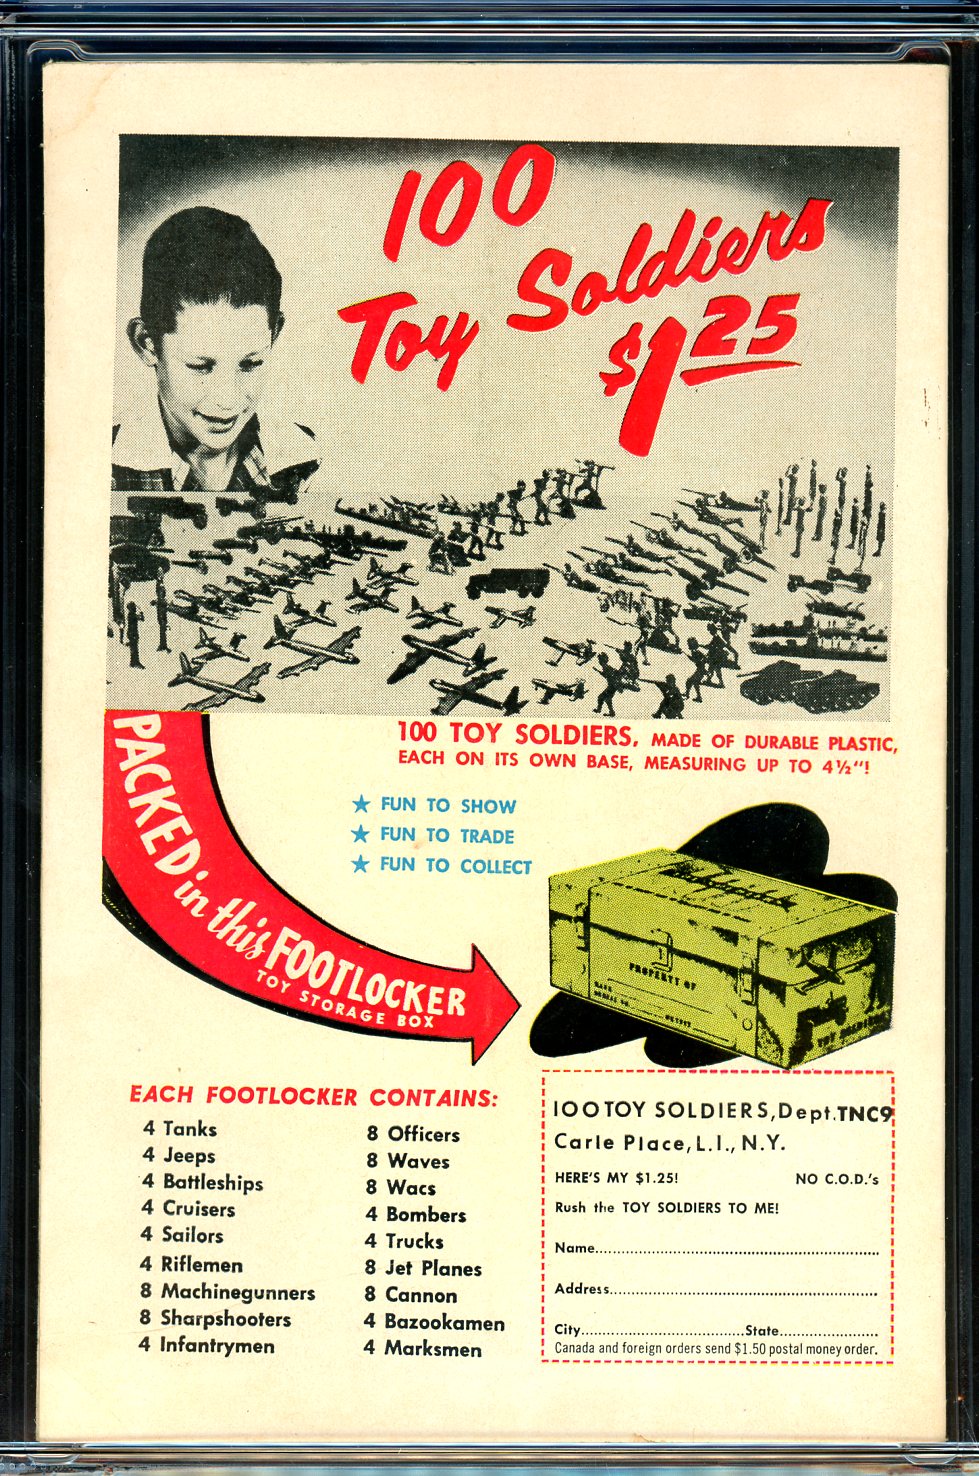 100
Toy Soldiers
$1.25
100 TOY SOLDIERS, MADE OF DURABLE PLASTIC,
EACH ON ITS OWN BASE, MEASURING UP TO 4½"!
★ FUN TO SHOW
★ FUN TO TRADE
★ FUN TO COLLECT
PACKED in this FOOTLOCKER
TOY STORAGE BOX
PROPERTY OF
EACH FOOTLOCKER CONTAINS:
4 Tanks
4 Jeeps
4 Battleships
4 Cruisers
4 Sailors
4 Riflemen
8 Machinegunners
8 Sharpshooters
4 Infantrymen
8 Officers
8 Waves
8 Wacs
4 Bombers
4 Trucks
8 Jet Planes
8 Cannon
4 Bazookamen
4 Marksmen
100 TOY SOLDIERS, Dept. TNC9
Carle Place, L.I., N.Y.
HERE'S MY $1.25! NO C.O.D.'s
Rush the TOY SOLDIERS TO ME!
Name
Address
City State
Canada and foreign orders send $1.50 postal money order.